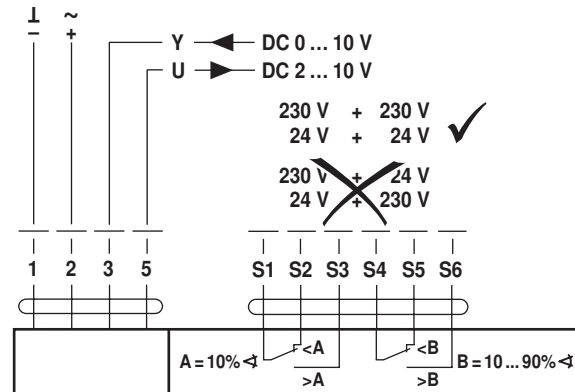 ⊥ ~
– +
Y DC 0 ... 10 V
U DC 2 ... 10 V
230 V + 230 V
24 V + 24 V
230 V + 24 V
24 V + 230 V
1 2 3 5 S1 S2 S3 S4 S5 S6
A = 10% ∢ <A <B B = 10 ... 90% ∢
>A >B